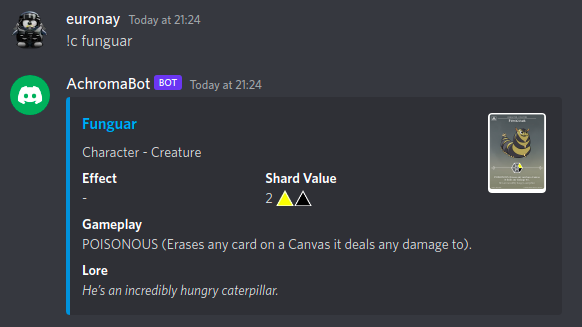 euronay Today at 21:24
!c funguar
AchromaBot BOT Today at 21:24
Funguar
Character - Creature
Effect Shard Value
- 2
Gameplay
POISONOUS (Erases any card on a Canvas it deals any damage to).
Lore
He's an incredibly hungry caterpillar.